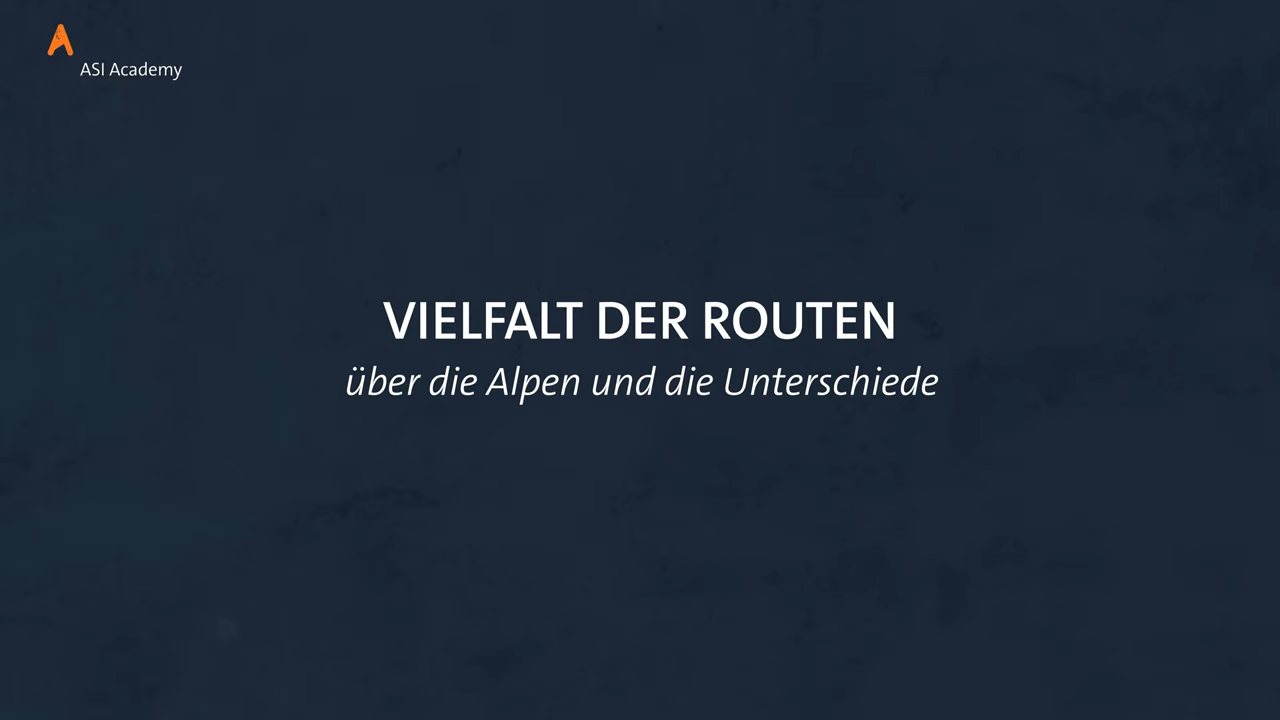 ASI Academy
VIELFALT DER ROUTEN
über die Alpen und die Unterschiede